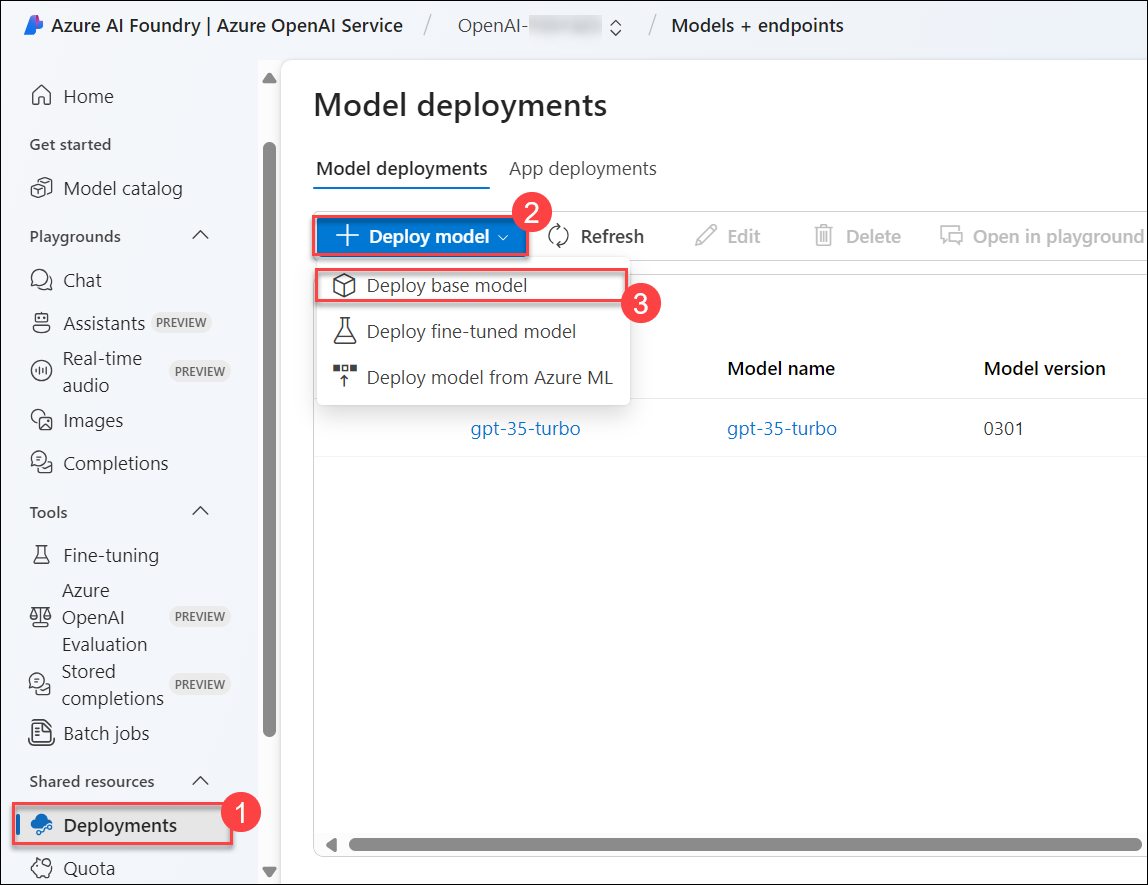 Azure AI Foundry | Azure OpenAI Service / OpenAI- / Models + endpoints
Home
Get started
Model catalog
Playgrounds
Chat
Assistants PREVIEW
Real-time
audio PREVIEW
Images
Completions
Tools
Fine-tuning
Azure
OpenAI PREVIEW
Evaluation
Stored
completions PREVIEW
Batch jobs
Shared resources
Deployments 1
Quota
Model deployments
Model deployments App deployments
Deploy model 2 Refresh Edit Delete Open in playground
Deploy base model 3
Deploy fine-tuned model
Deploy model from Azure ML
Model name Model version
gpt-35-turbo gpt-35-turbo 0301